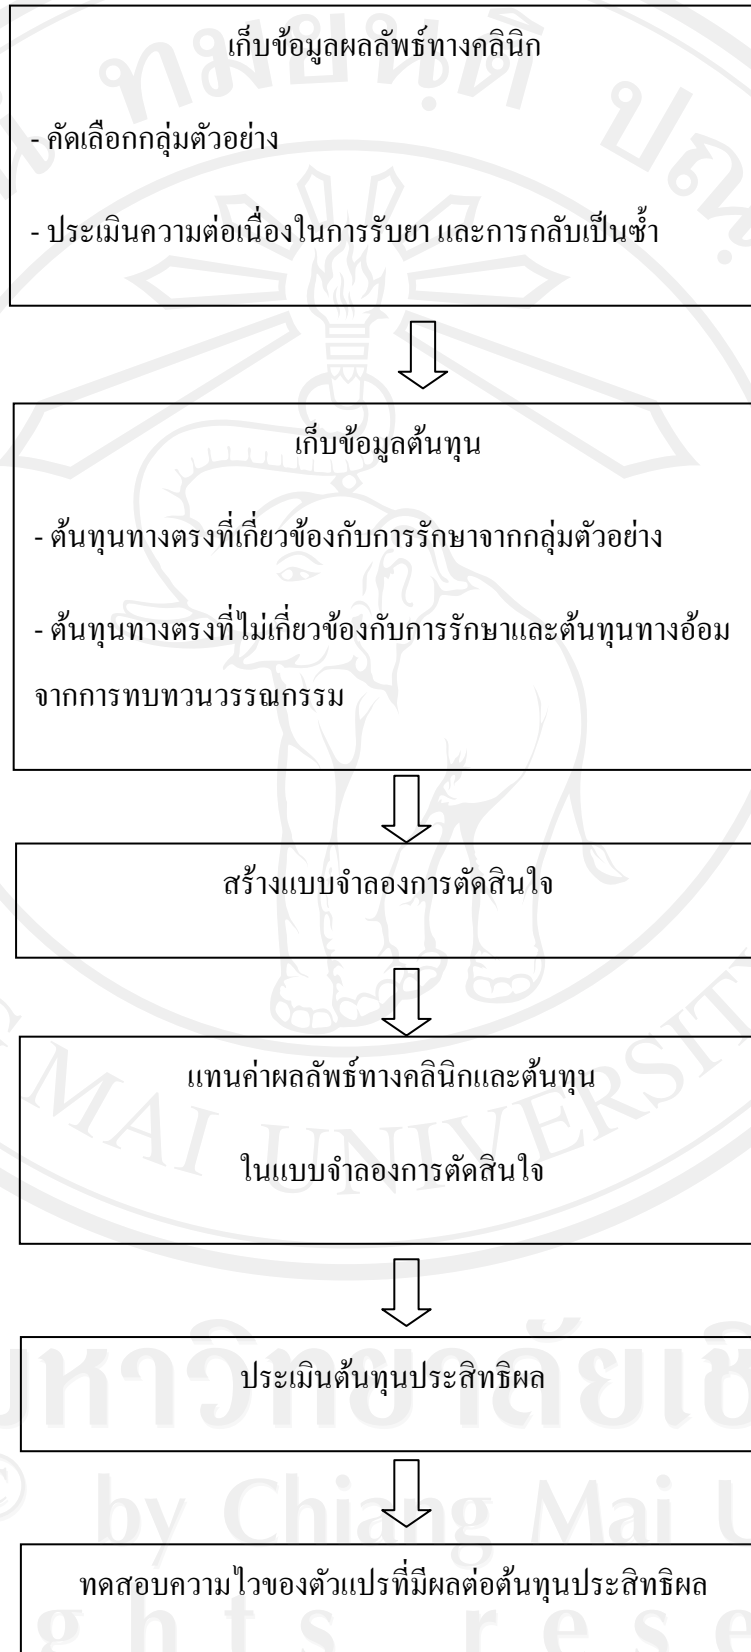 เก็บข้อมูลผลลัพธ์ทางคลินิก
- คัดเลือกกลุ่มตัวอย่าง
- ประเมินความต่อเนื่องในการรับยา และการกลับเป็นซ้ำ
เก็บข้อมูลต้นทุน
- ต้นทุนทางตรงที่เกี่ยวข้องกับการรักษาจากกลุ่มตัวอย่าง
- ต้นทุนทางตรงที่ไม่เกี่ยวข้องกับการรักษาและต้นทุนทางอ้อม
จากการทบทวนวรรณกรรม
สร้างแบบจำลองการตัดสินใจ
แทนค่าผลลัพธ์ทางคลินิกและต้นทุน
ในแบบจำลองการตัดสินใจ
MAI UNIVERSIT
ประเมินต้นทุนประสิทธิผล
by Chiang Mai U
ทดสอบความไวของตัวแปรที่มีผลต่อต้นทุนประสิทธิผล